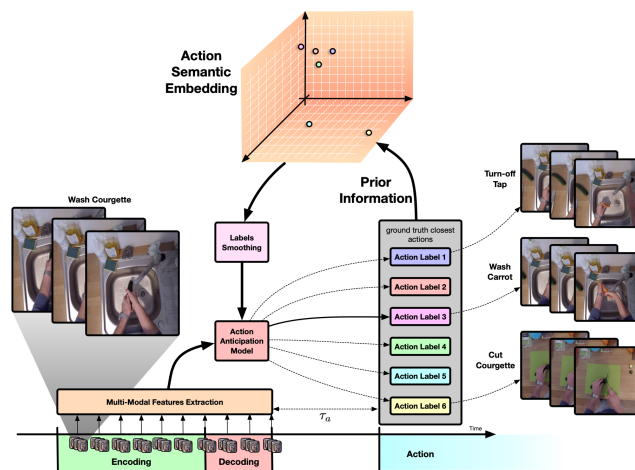 Action
Semantic
Embedding
Prior
Information
Turn-off
Tap
Wash Courgette
Labels
Smoothing
ground truth closest
actions
Action Label 1
Action Label 2
Action Label 3
Action Label 4
Action Label 5
Action Label 6
Wash
Carrot
Action
Anticipation
Model
Cut
Courgette
Multi-Modal Features Extraction
τa
Time
Encoding
Decoding
Action